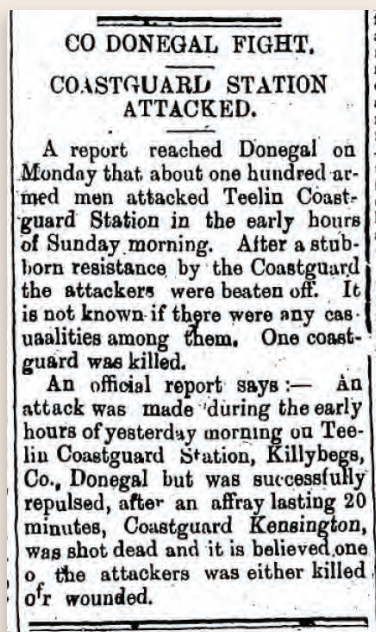 CO DONEGAL FIGHT.
COASTGUARD STATION
ATTACKED.
A report reached Donegal on
Monday that about one hundred ar-
med men attacked Teelin Coast-
guard Station in the early hours
of Sunday morning. After a stub-
born resistance by the Coastguard
the attackers were beaten off. It
is not known if there were any cas-
uaalities among them. One coast-
guard was killed.
An official report says :— An
attack was made during the early
hours of yesterday morning on Tee-
lin Coastguard Station, Killybegs,
Co., Donegal but was successfully
repulsed, after an affray lasting 20
minutes, Coastguard Kensington,
was shot dead and it is believed one
o the attackers was either killed
ofr wounded.